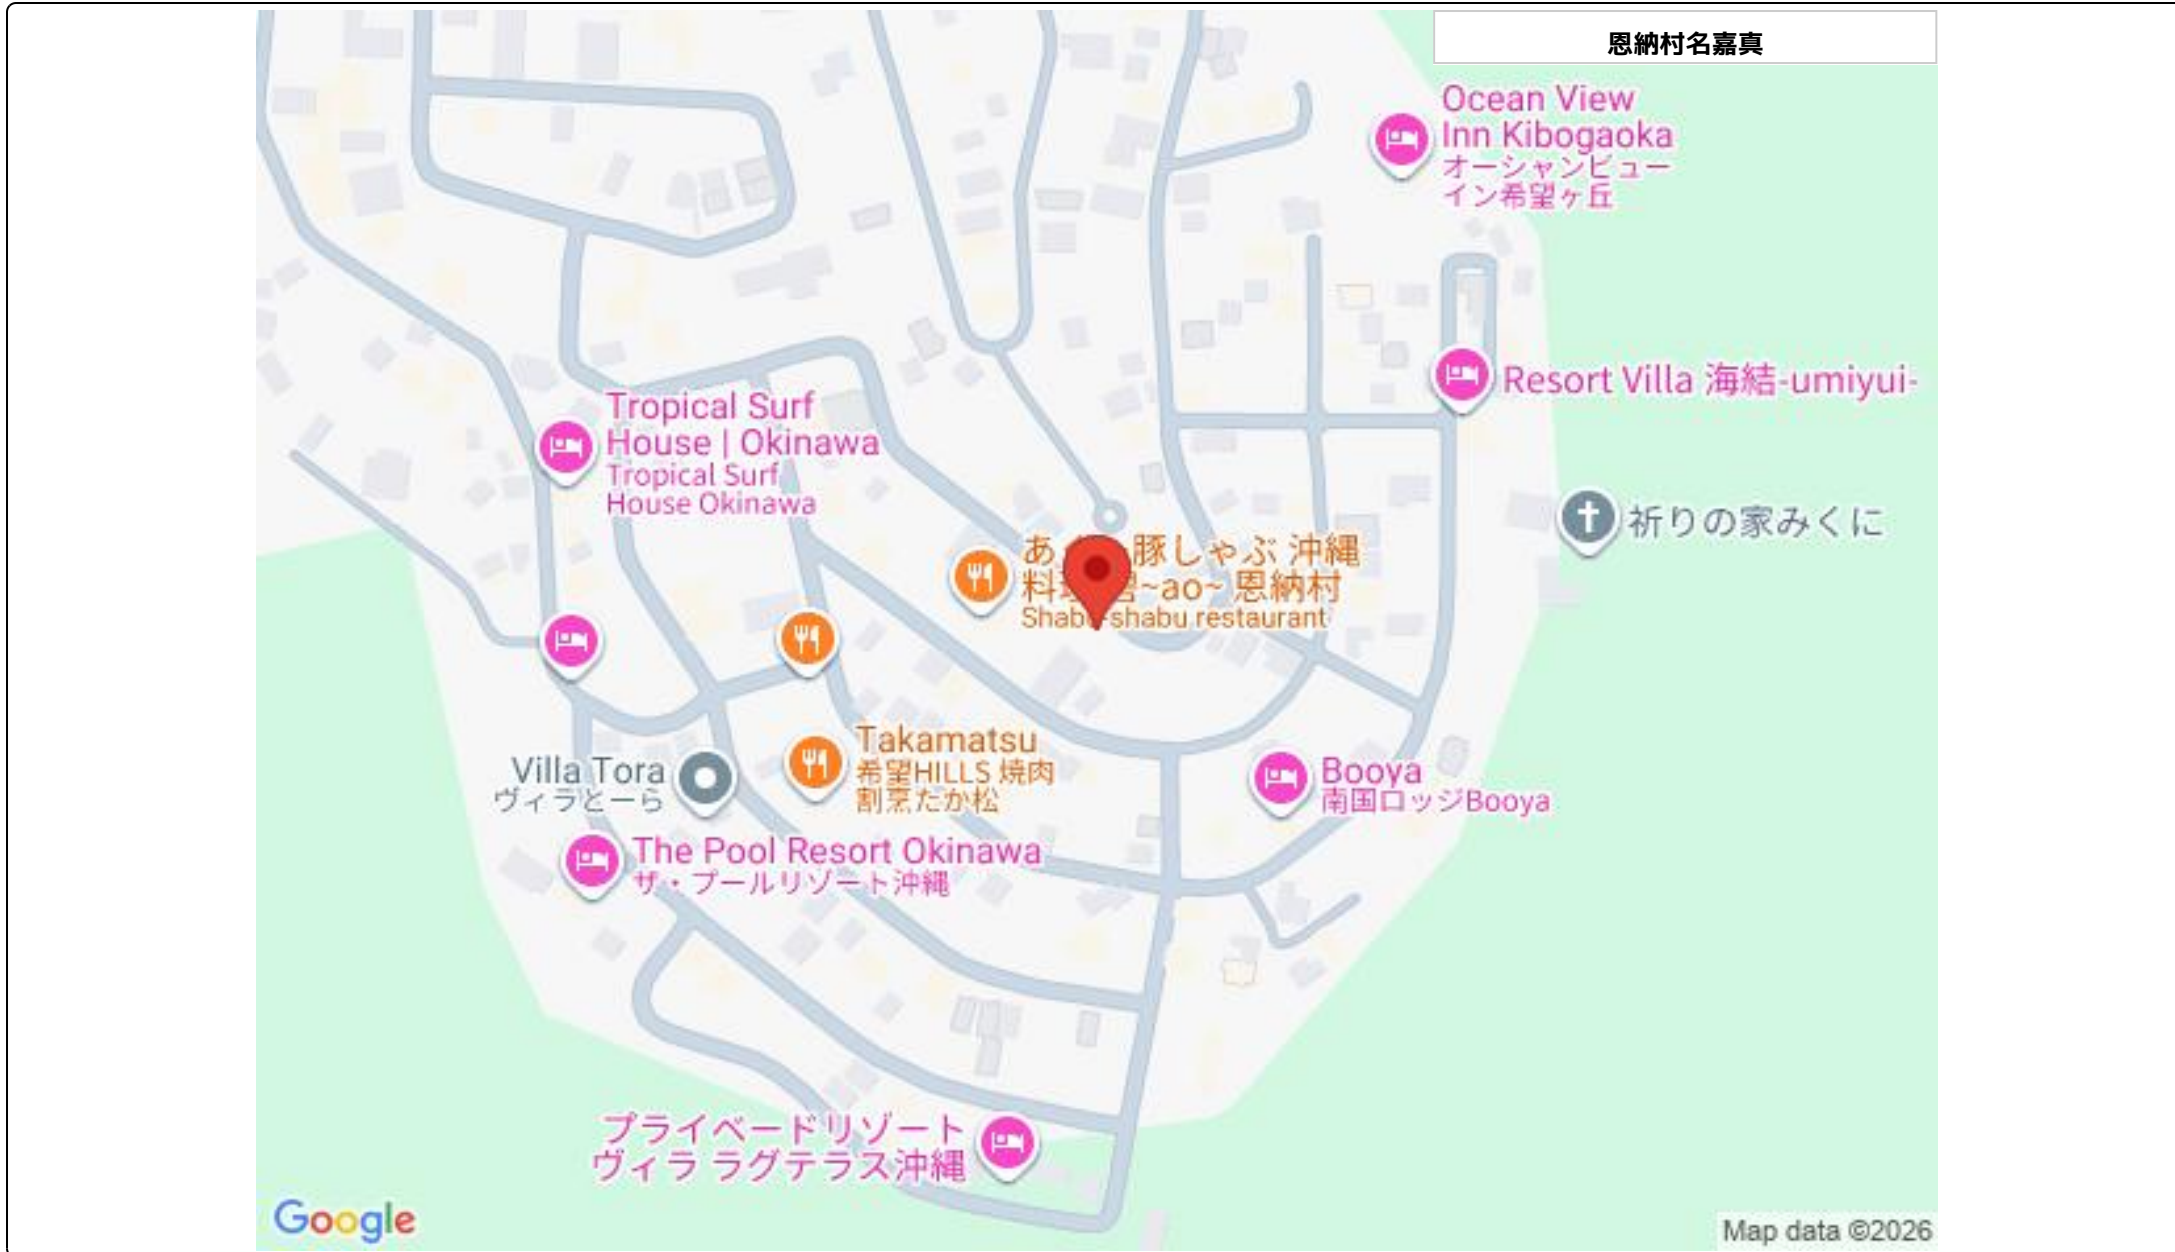 恩納村名嘉真
Ocean View
Inn Kibogaoka
オーシャンビュー
イン希望ヶ丘
Resort Villa 海結-umiyui-
Tropical Surf
House | Okinawa
Tropical Surf
House Okinawa
祈りの家みくに
あ 豚しゃぶ 沖縄
料 ~ao~ 恩納村
Shabu-shabu restaurant
Takamatsu
希望HILLS 焼肉
割烹たか松
Villa Tora
ヴィラとーら
Booya
南国ロッジBooya
The Pool Resort Okinawa
ザ・プールリゾート沖縄
プライベードリゾート
ヴィラ ラグテラス沖縄
Google
Map data ©2026